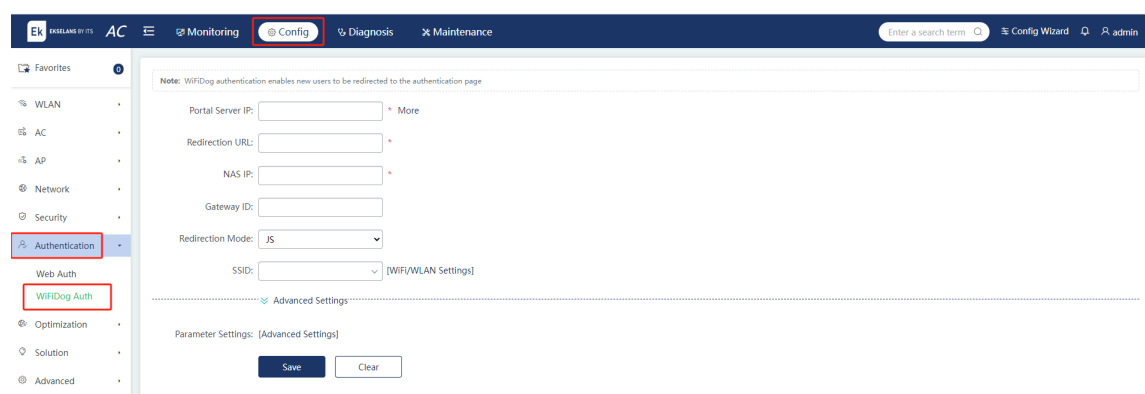 Ek EKSELANS BY ITS AC Monitoring Config Diagnosis Maintenance Enter a search term Config Wizard admin
Favorites 0
Note: WiFiDog authentication enables new users to be redirected to the authentication page
WLAN
Portal Server IP: * More
AC
Redirection URL: *
AP
NAS IP: *
Network
Gateway ID:
Security
Redirection Mode: JS
Authentication
SSID: [WiFi/WLAN Settings]
Web Auth
WiFiDog Auth
Advanced Settings
Optimization
Parameter Settings: [Advanced Settings]
Solution
Save Clear
Advanced